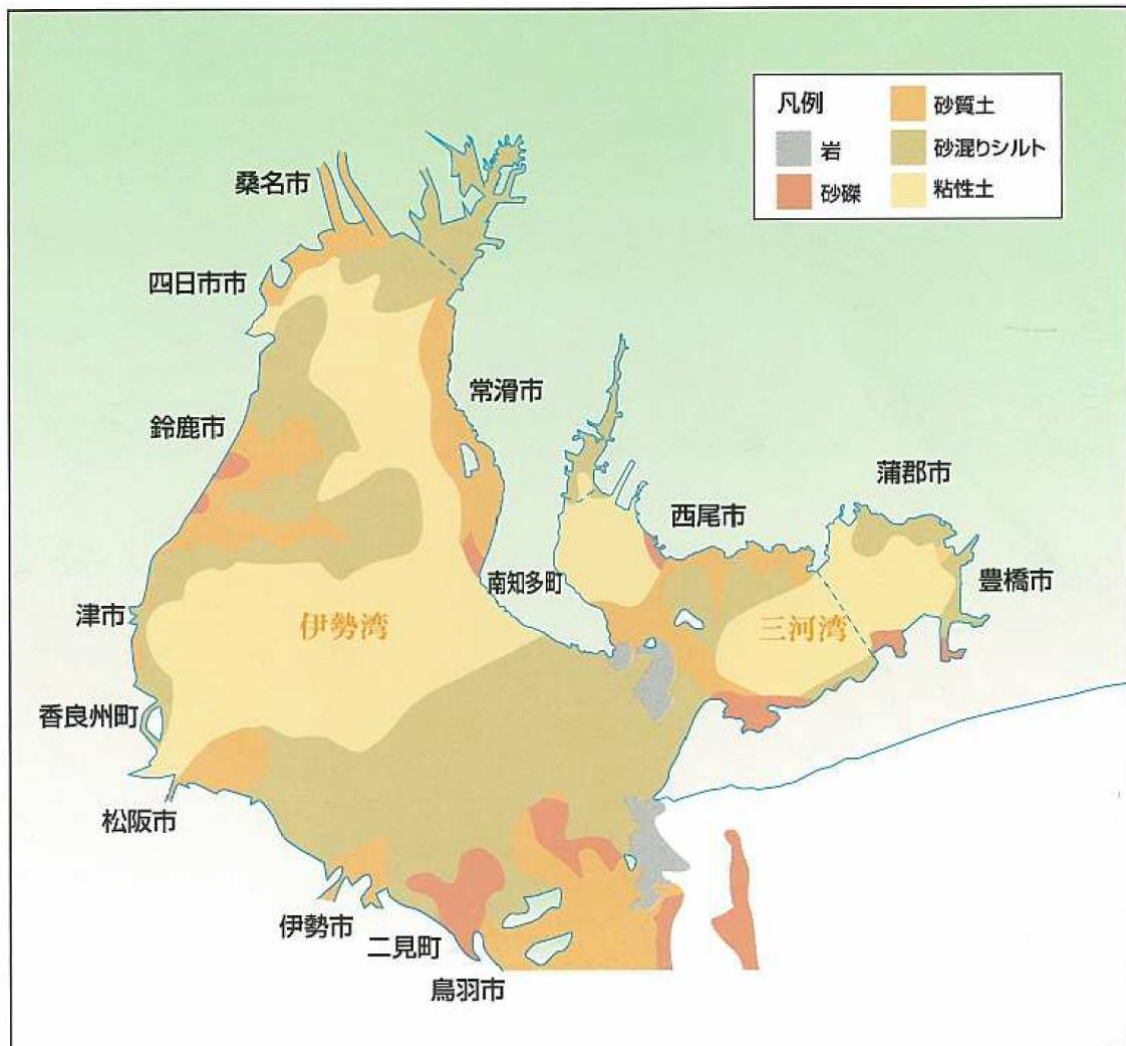 凡例
岩
砂礫
砂質土
砂混りシルト
粘性土
桑名市
四日市市
鈴鹿市
常滑市
蒲郡市
西尾市
豊橋市
南知多町
津市
伊勢湾
三河湾
香良州町
松阪市
伊勢市
二見町
鳥羽市